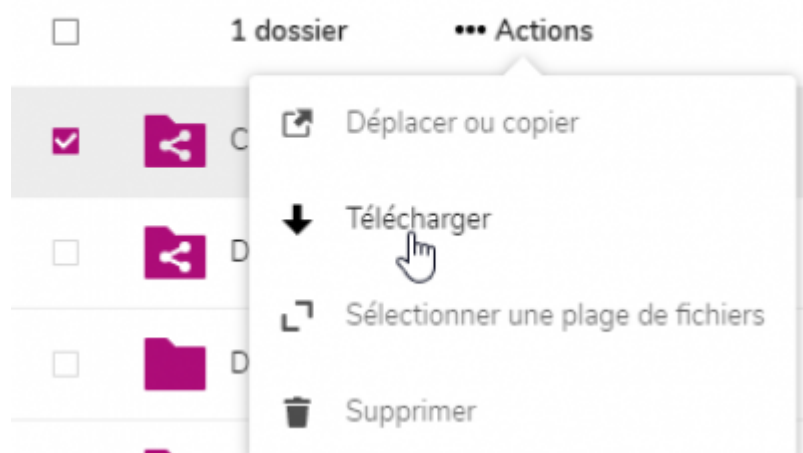 1 dossier ••• Actions
Déplacer ou copier
C
Télécharger
D
Sélectionner une plage de fichiers
D
Supprimer